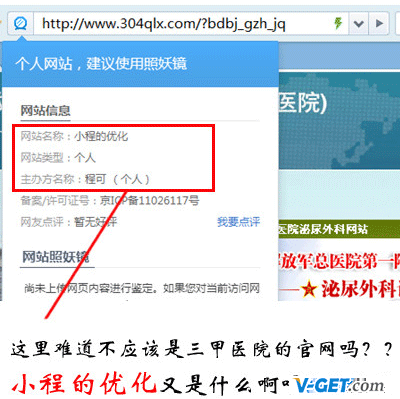 http://www.304qlx.com/?bdbj_gzh_jq
个人网站，建议使用照妖镜
医院)
网站信息
网站名称：小程的优化
网站类型：个人
主办方名称：程可（个人）
备案/许可证号：京ICP备11026117号
网友点评：暂无好评 我要点评
医院泌尿外科网站
网站照妖镜
放军总医院第一附
尚未上传网页内容进行鉴定。如果您对当前访问网
泌尿外科
这里难道不应该是三甲医院的官网吗？？
小程的优化又是什么啊
V-GET.com